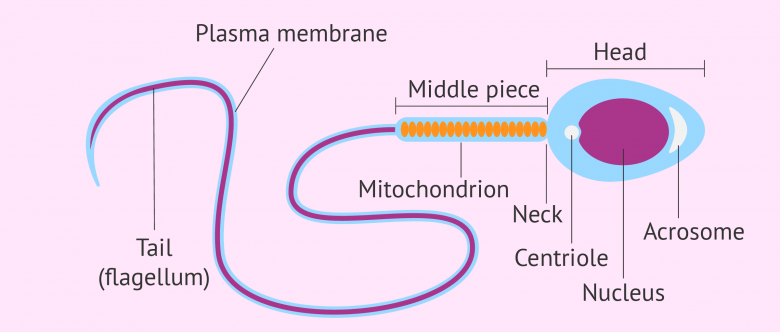 Plasma membrane
Head
Middle piece
Mitochondrion
Neck
Acrosome
Tail
(flagellum)
Centriole
Nucleus